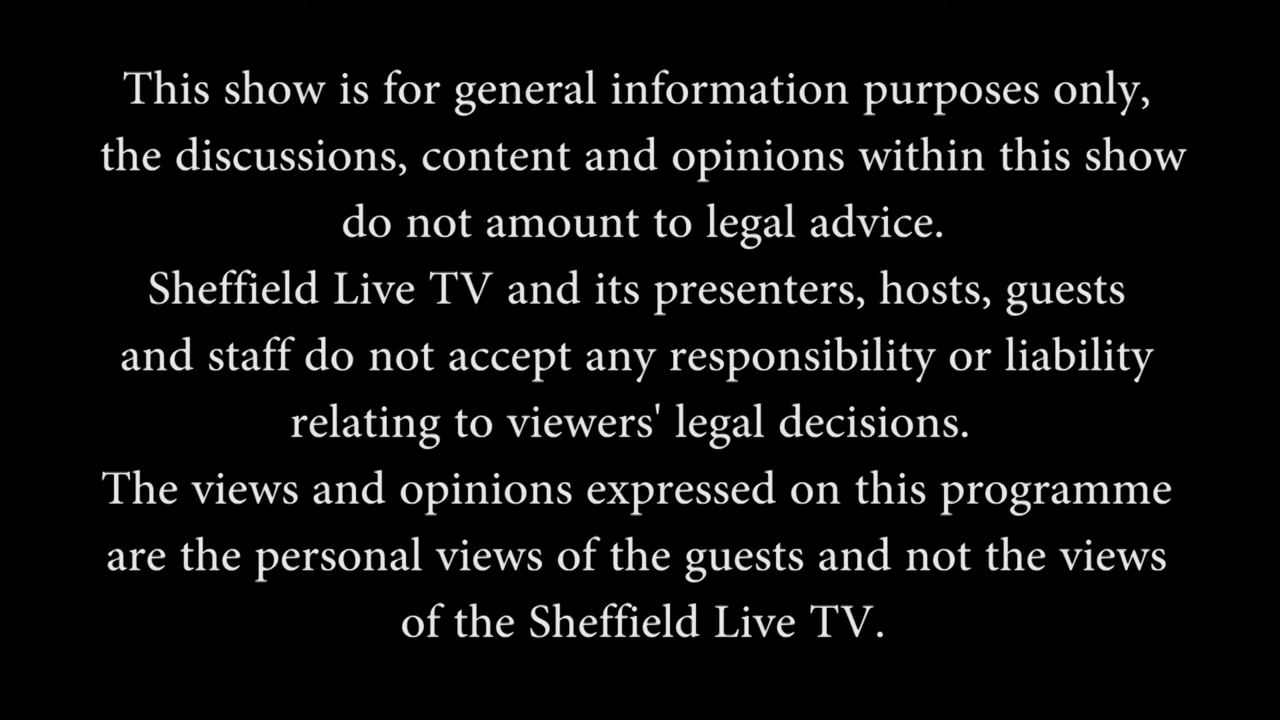 This show is for general information purposes only,
the discussions, content and opinions within this show
do not amount to legal advice.
Sheffield Live TV and its presenters, hosts, guests
and staff do not accept any responsibility or liability
relating to viewers' legal decisions.
The views and opinions expressed on this programme
are the personal views of the guests and not the views
of the Sheffield Live TV.